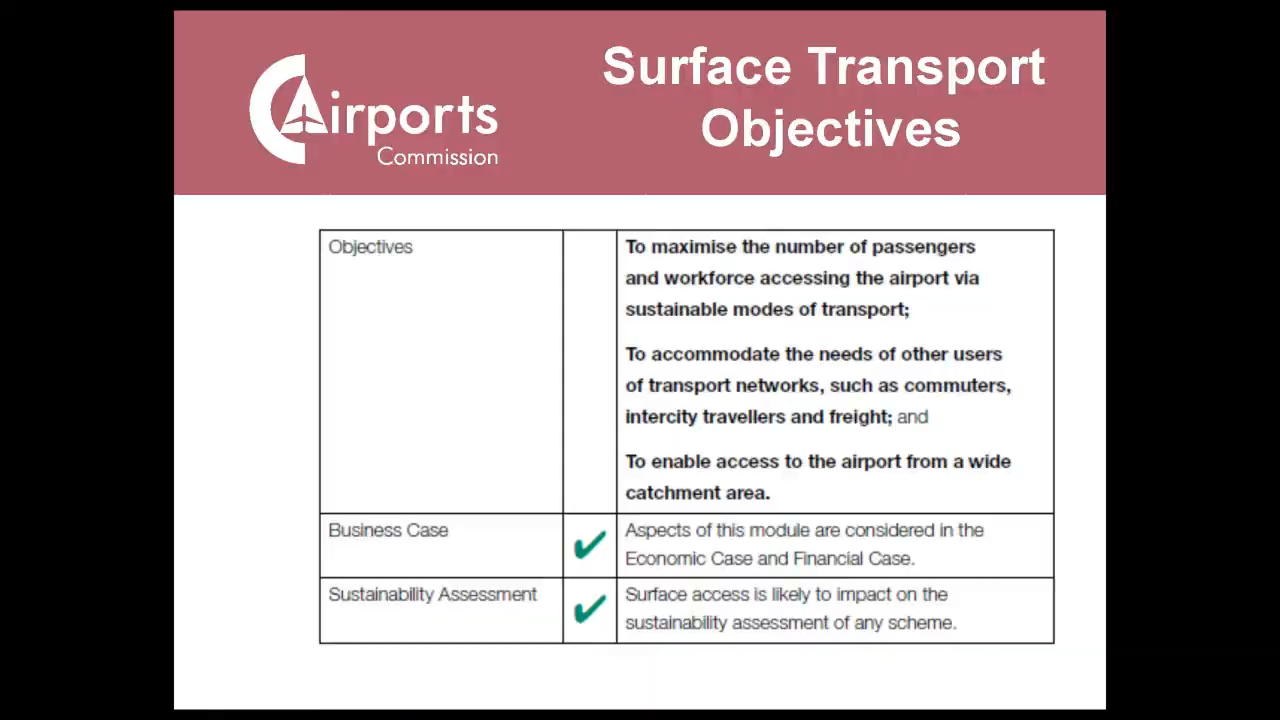 Airports
Commission
Surface Transport
Objectives
Objectives
To maximise the number of passengers
and workforce accessing the airport via
sustainable modes of transport;
To accommodate the needs of other users
of transport networks, such as commuters,
intercity travellers and freight; and
To enable access to the airport from a wide
catchment area.
Business Case
Aspects of this module are considered in the
Economic Case and Financial Case.
Sustainability Assessment
Surface access is likely to impact on the
sustainability assessment of any scheme.